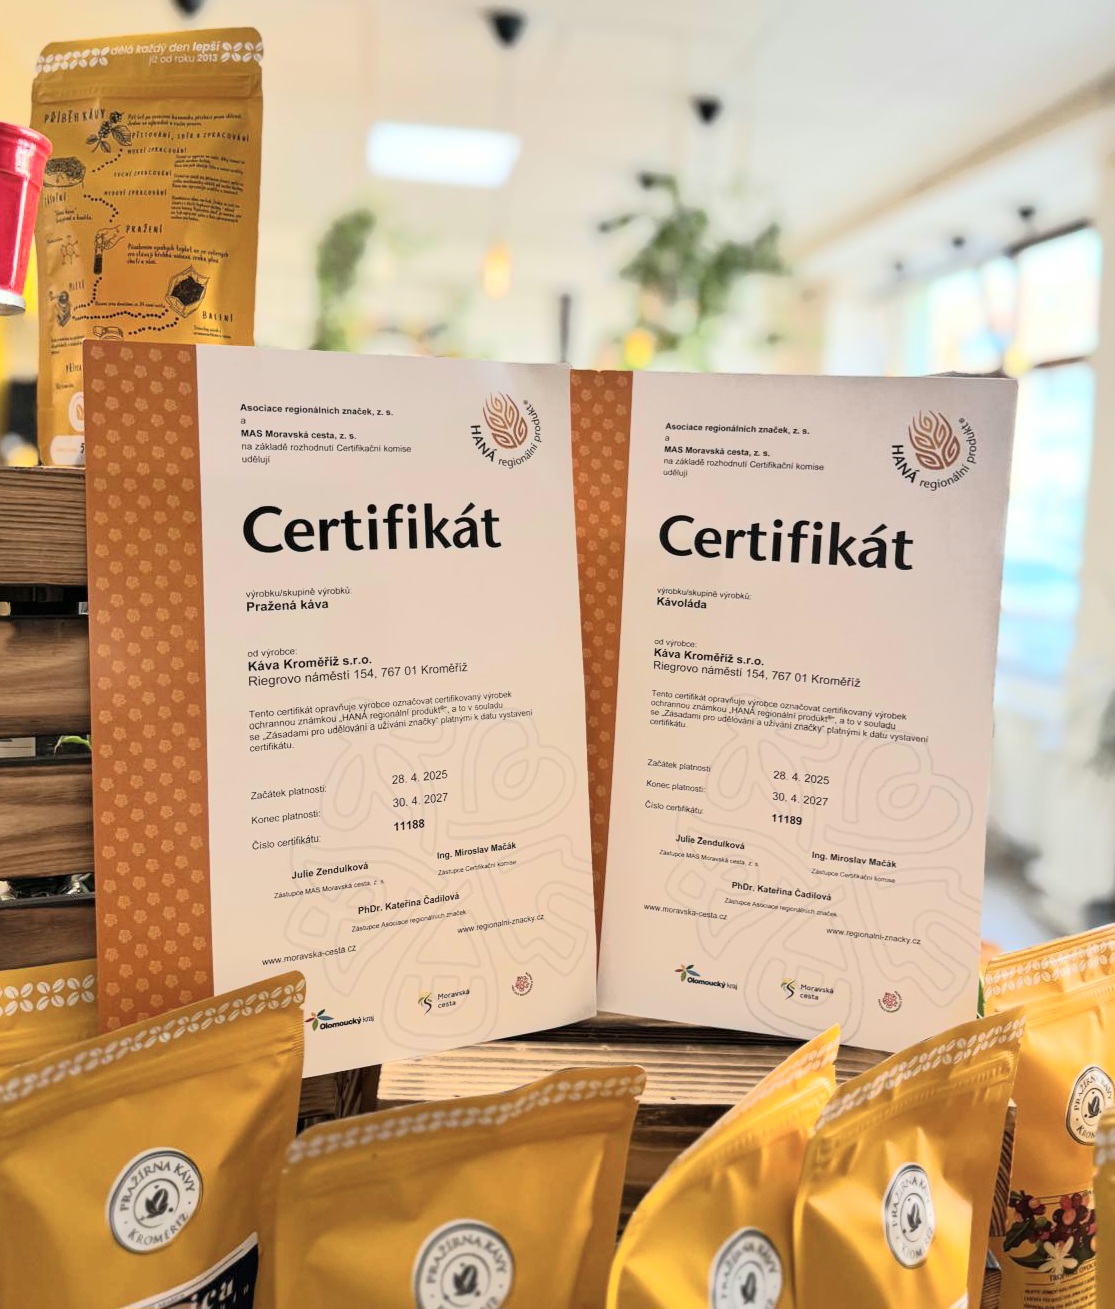 dělá každý den lepší
již od roku 2013
PŘÍBĚH KÁVY
PĚSTOVÁNÍ, SBĚR & ZPRACOVÁNÍ
MOKRÉ ZPRACOVÁNÍ
SUCHÉ ZPRACOVÁNÍ
MEDOVÉ ZPRACOVÁNÍ
PRAŽENÍ
BALENÍ
Asociace regionálních značek, z. s.
a
MAS Moravská cesta, z. s.
na základě rozhodnutí Certifikační komise
udělují
HANÁ regionální produkt®
Certifikát
výrobku/skupině výrobků:
Pražená káva
od výrobce:
Káva Kroměříž s.r.o.
Riegrovo náměstí 154, 767 01 Kroměříž
Tento certifikát opravňuje výrobce označovat certifikovaný výrobek
ochrannou známkou „HANÁ regionální produkt®“, a to v souladu
se „Zásadami pro udělování a užívání značky“ platnými k datu vystavení
certifikátu.
Začátek platnosti: 28. 4. 2025
Konec platnosti: 30. 4. 2027
Číslo certifikátu: 11188
Julie Zendulková
Zástupce MAS Moravská cesta, z. s.
Ing. Miroslav Mačák
Zástupce Certifikační komise
PhDr. Kateřina Čadilová
Zástupce Asociace regionálních značek
www.moravska-cesta.cz
www.regionalni-znacky.cz
Olomoucký kraj
Moravská
cesta
Asociace regionálních značek, z. s.
a
MAS Moravská cesta, z. s.
na základě rozhodnutí Certifikační komise
udělují
HANÁ regionální produkt®
Certifikát
výrobku/skupině výrobků:
Kávoláda
od výrobce:
Káva Kroměříž s.r.o.
Riegrovo náměstí 154, 767 01 Kroměříž
Tento certifikát opravňuje výrobce označovat certifikovaný výrobek
ochrannou známkou „HANÁ regionální produkt®“, a to v souladu
se „Zásadami pro udělování a užívání značky“ platnými k datu vystavení
certifikátu.
Začátek platnosti: 28. 4. 2025
Konec platnosti: 30. 4. 2027
Číslo certifikátu: 11189
Julie Zendulková
Zástupce MAS Moravská cesta, z. s.
Ing. Miroslav Mačák
Zástupce Certifikační komise
PhDr. Kateřina Čadilová
Zástupce Asociace regionálních značek
www.moravska-cesta.cz
www.regionalni-znacky.cz
Olomoucký kraj
Moravská
cesta
PRAŽÍRNA KÁVY
KROMĚŘÍŽ
PRAŽÍRNA KÁVY
PRAŽÍRNA KÁVY
PRAŽÍRNA KÁVY